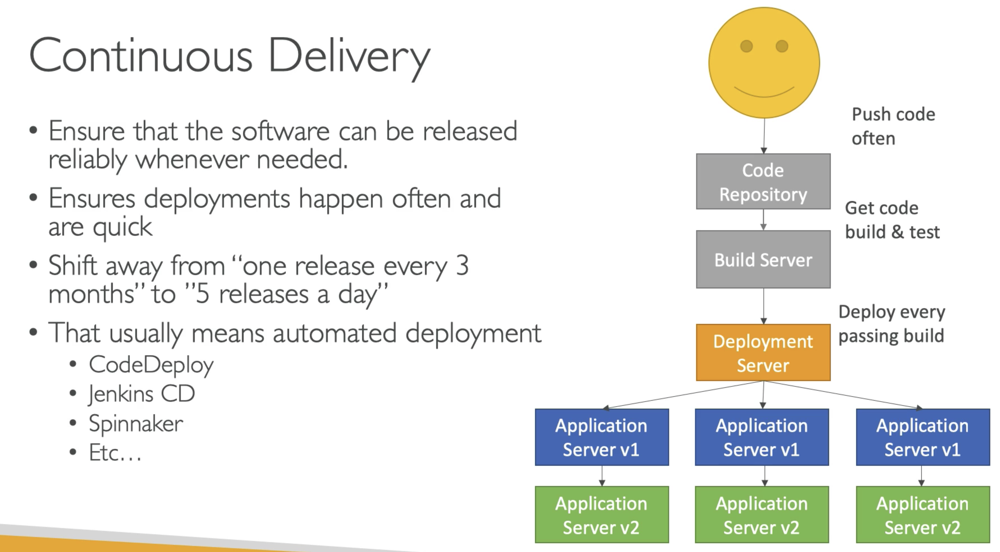 Continuous Delivery
• Ensure that the software can be released
reliably whenever needed.
• Ensures deployments happen often and
are quick
• Shift away from “one release every 3
months” to ”5 releases a day”
• That usually means automated deployment
• CodeDeploy
• Jenkins CD
• Spinnaker
• Etc…
Push code
often
Code
Repository
Get code
build & test
Build Server
Deploy every
passing build
Deployment
Server
Application
Server v1
Application
Server v1
Application
Server v1
Application
Server v2
Application
Server v2
Application
Server v2